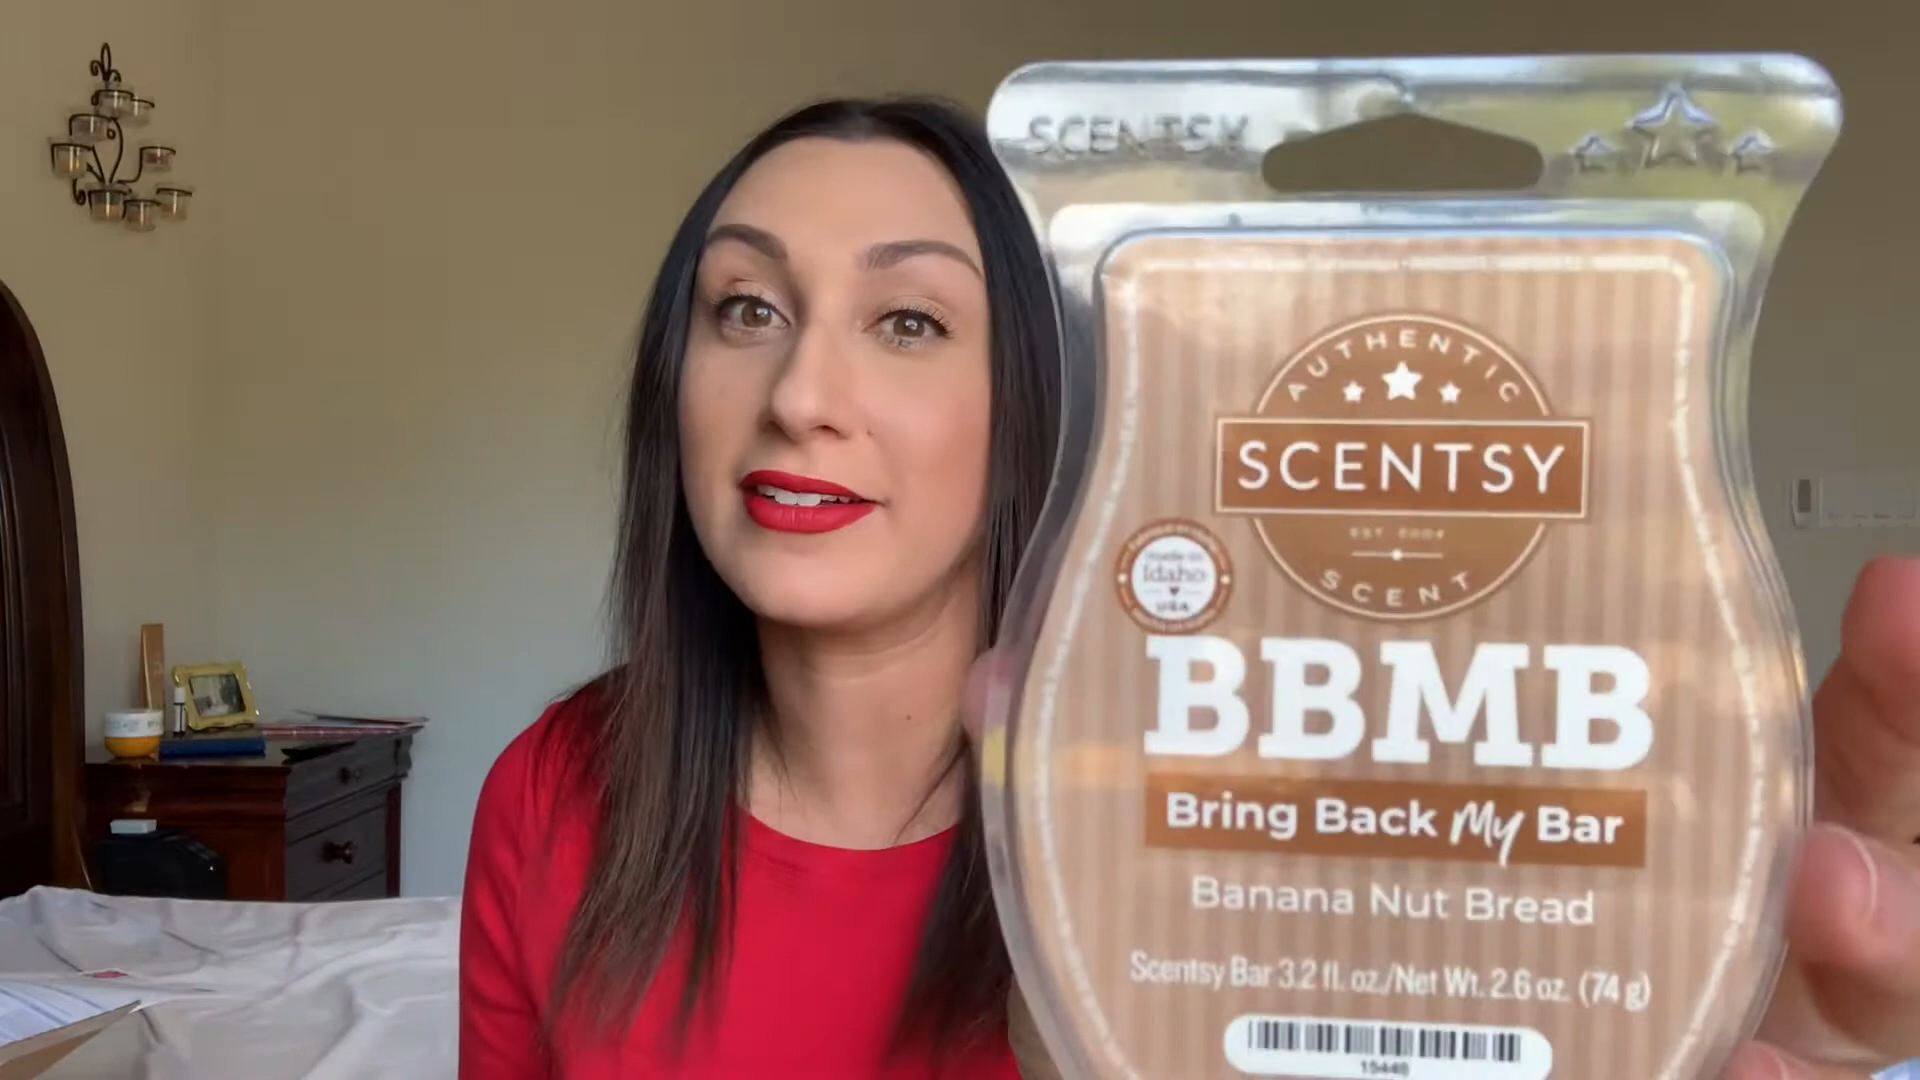 SCENTSY
AUTHENTIC
SCENTSY
EST. 2004
SCENT
made in
Idaho
USA
BBMB
Bring Back My Bar
Banana Nut Bread
Scentsy Bar 3.2 fl. oz./Net Wt. 2.6 oz. (74 g)
15446